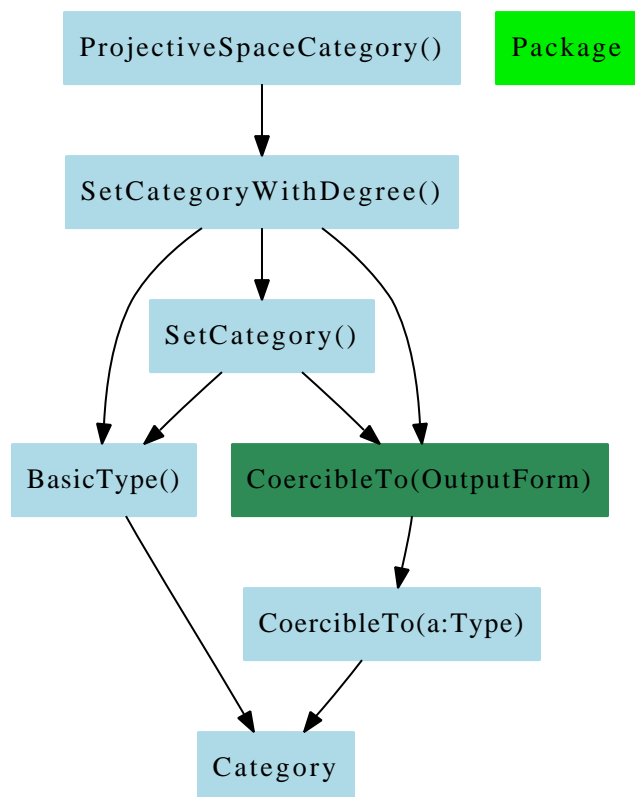 ProjectiveSpaceCategory()
Package
SetCategoryWithDegree()
SetCategory()
BasicType()
CoercibleTo(OutputForm)
CoercibleTo(a:Type)
Category